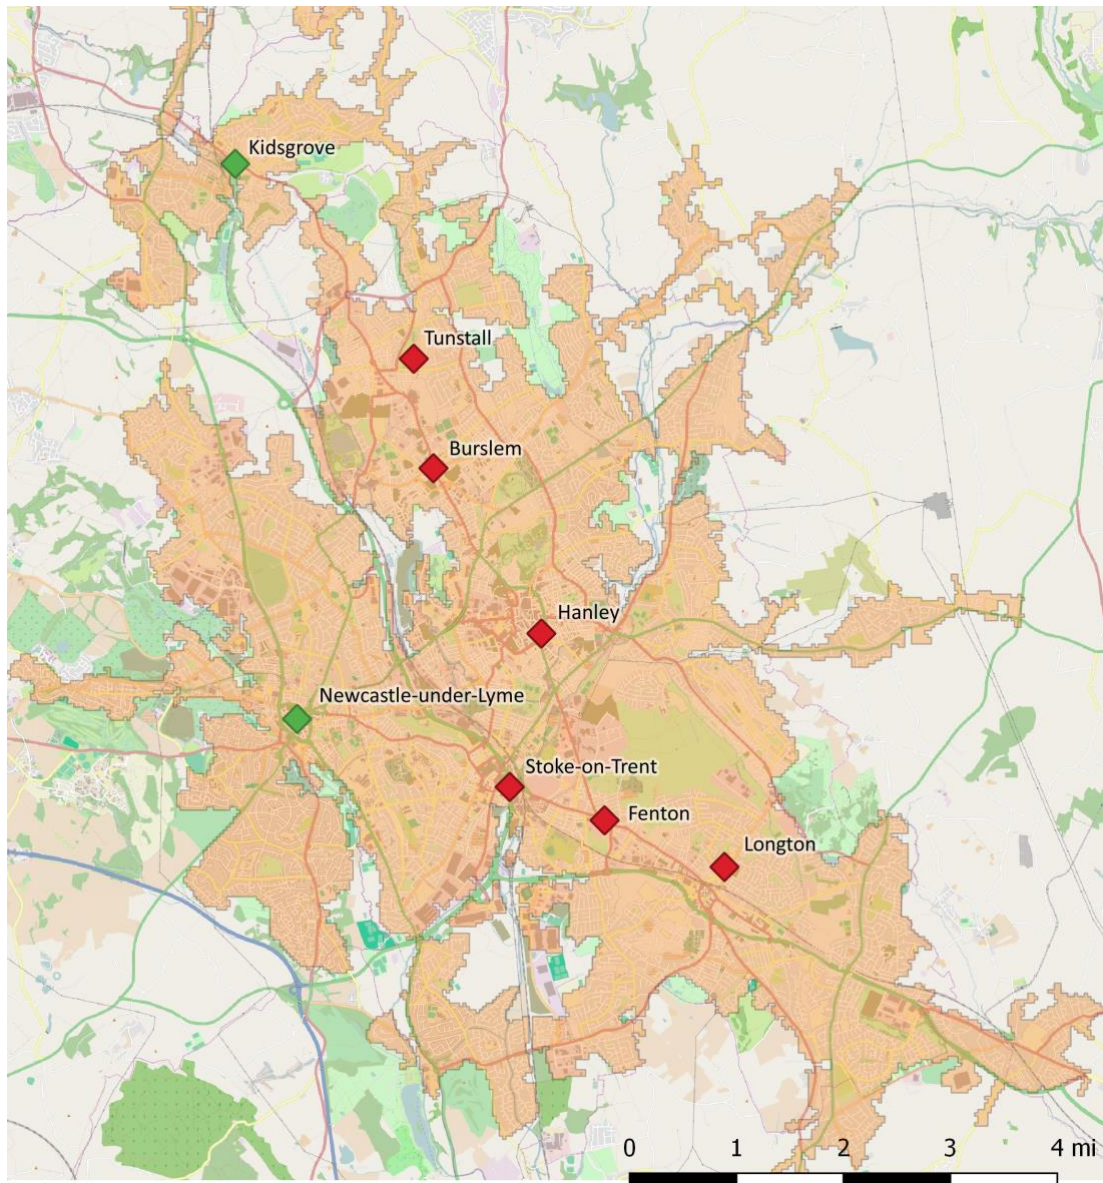 Kidsgrove
Tunstall
Burslem
Hanley
Newcastle-under-Lyme
Stoke-on-Trent
Fenton
Longton
0 1 2 3 4 mi